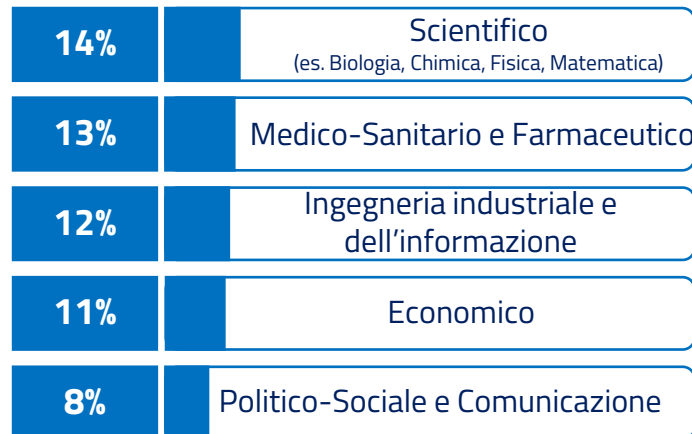 14%
Scientifico
(es. Biologia, Chimica, Fisica, Matematica)
13%
Medico-Sanitario e Farmaceutico
12%
Ingegneria industriale e
dell’informazione
11%
Economico
8%
Politico-Sociale e Comunicazione